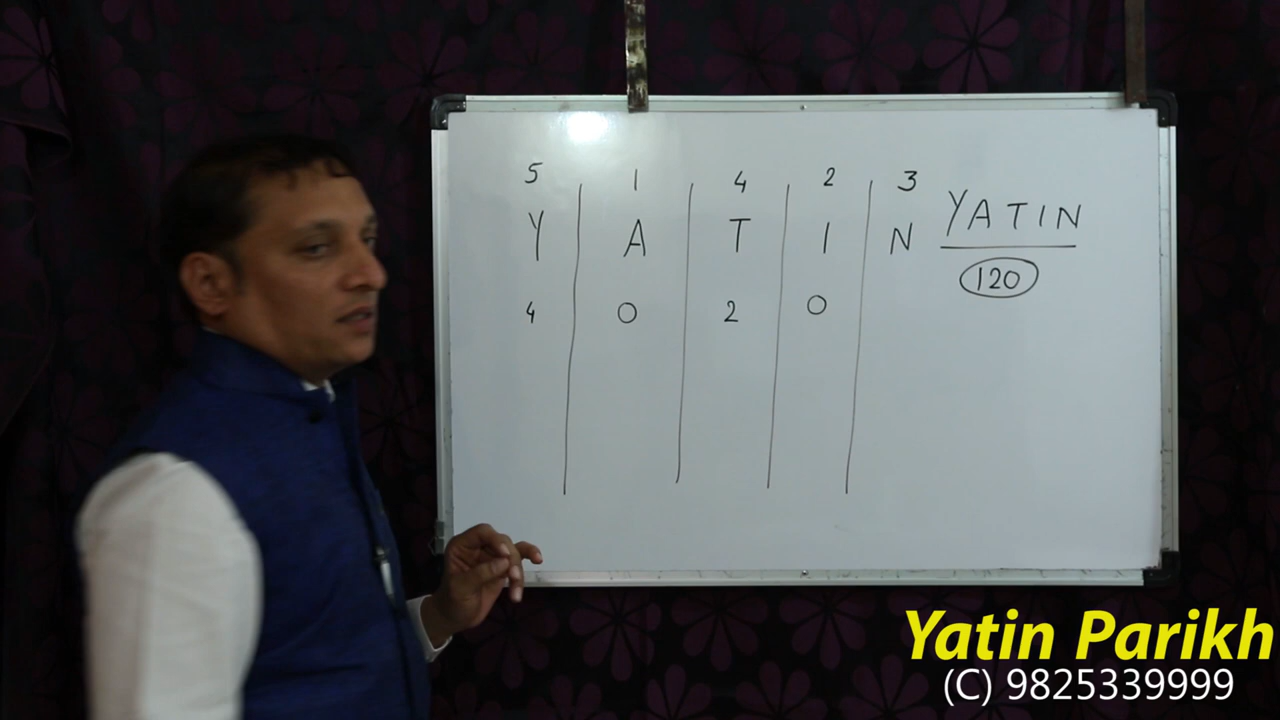 5 1 4 2 3
Y A T I N
4 0 2 0
YATIN
120
Yatin Parikh
(C) 9825339999